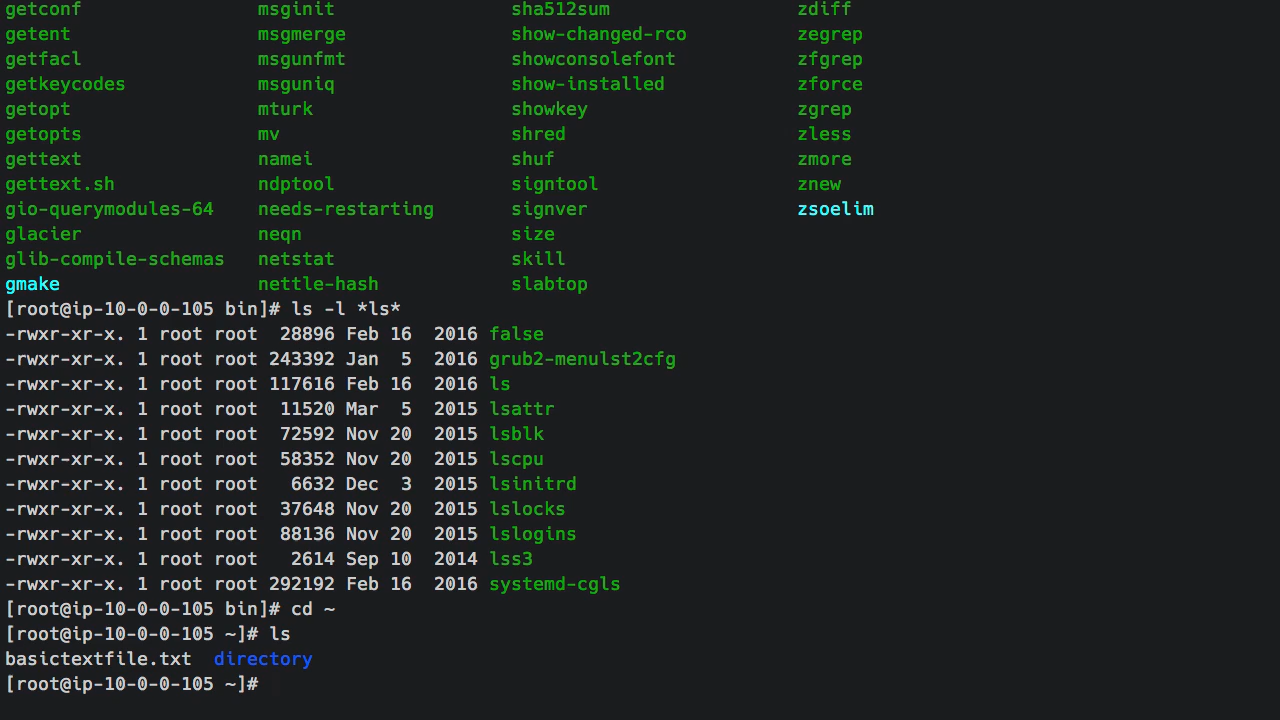 getconf msginit sha512sum zdiff
getent msgmerge show-changed-rco zegrep
getfacl msgunfmt showconsolefont zfgrep
getkeycodes msguniq show-installed zforce
getopt mturk showkey zgrep
getopts mv shred zless
gettext namei shuf zmore
gettext.sh ndptool signtool znew
gio-querymodules-64 needs-restarting signver zsoelim
glacier neqn size
glib-compile-schemas netstat skill
gmake nettle-hash slabtop
[root@ip-10-0-0-105 bin]# ls -l *ls*
-rwxr-xr-x. 1 root root  28896 Feb 16  2016 false
-rwxr-xr-x. 1 root root 243392 Jan  5  2016 grub2-menulst2cfg
-rwxr-xr-x. 1 root root 117616 Feb 16  2016 ls
-rwxr-xr-x. 1 root root  11520 Mar  5  2015 lsattr
-rwxr-xr-x. 1 root root  72592 Nov 20  2015 lsblk
-rwxr-xr-x. 1 root root  58352 Nov 20  2015 lscpu
-rwxr-xr-x. 1 root root   6632 Dec  3  2015 lsinitrd
-rwxr-xr-x. 1 root root  37648 Nov 20  2015 lslocks
-rwxr-xr-x. 1 root root  88136 Nov 20  2015 lslogins
-rwxr-xr-x. 1 root root   2614 Sep 10  2014 lss3
-rwxr-xr-x. 1 root root 292192 Feb 16  2016 systemd-cgls
[root@ip-10-0-0-105 bin]# cd ~
[root@ip-10-0-0-105 ~]# ls
basictextfile.txt  directory
[root@ip-10-0-0-105 ~]#